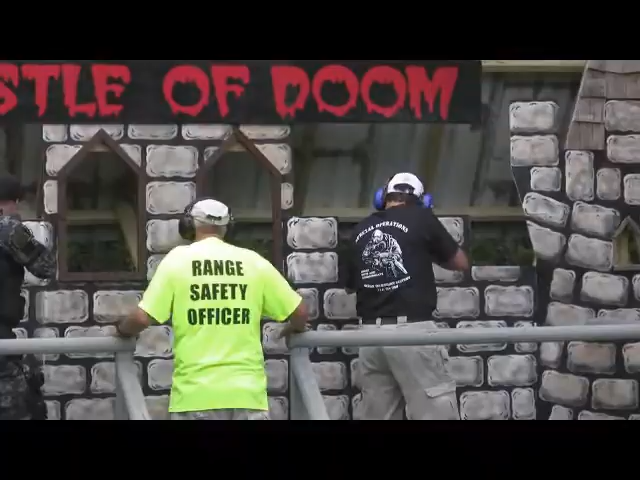 STLE OF DOOM
RANGE
SAFETY
OFFICER
SPECIAL OPERATIONS